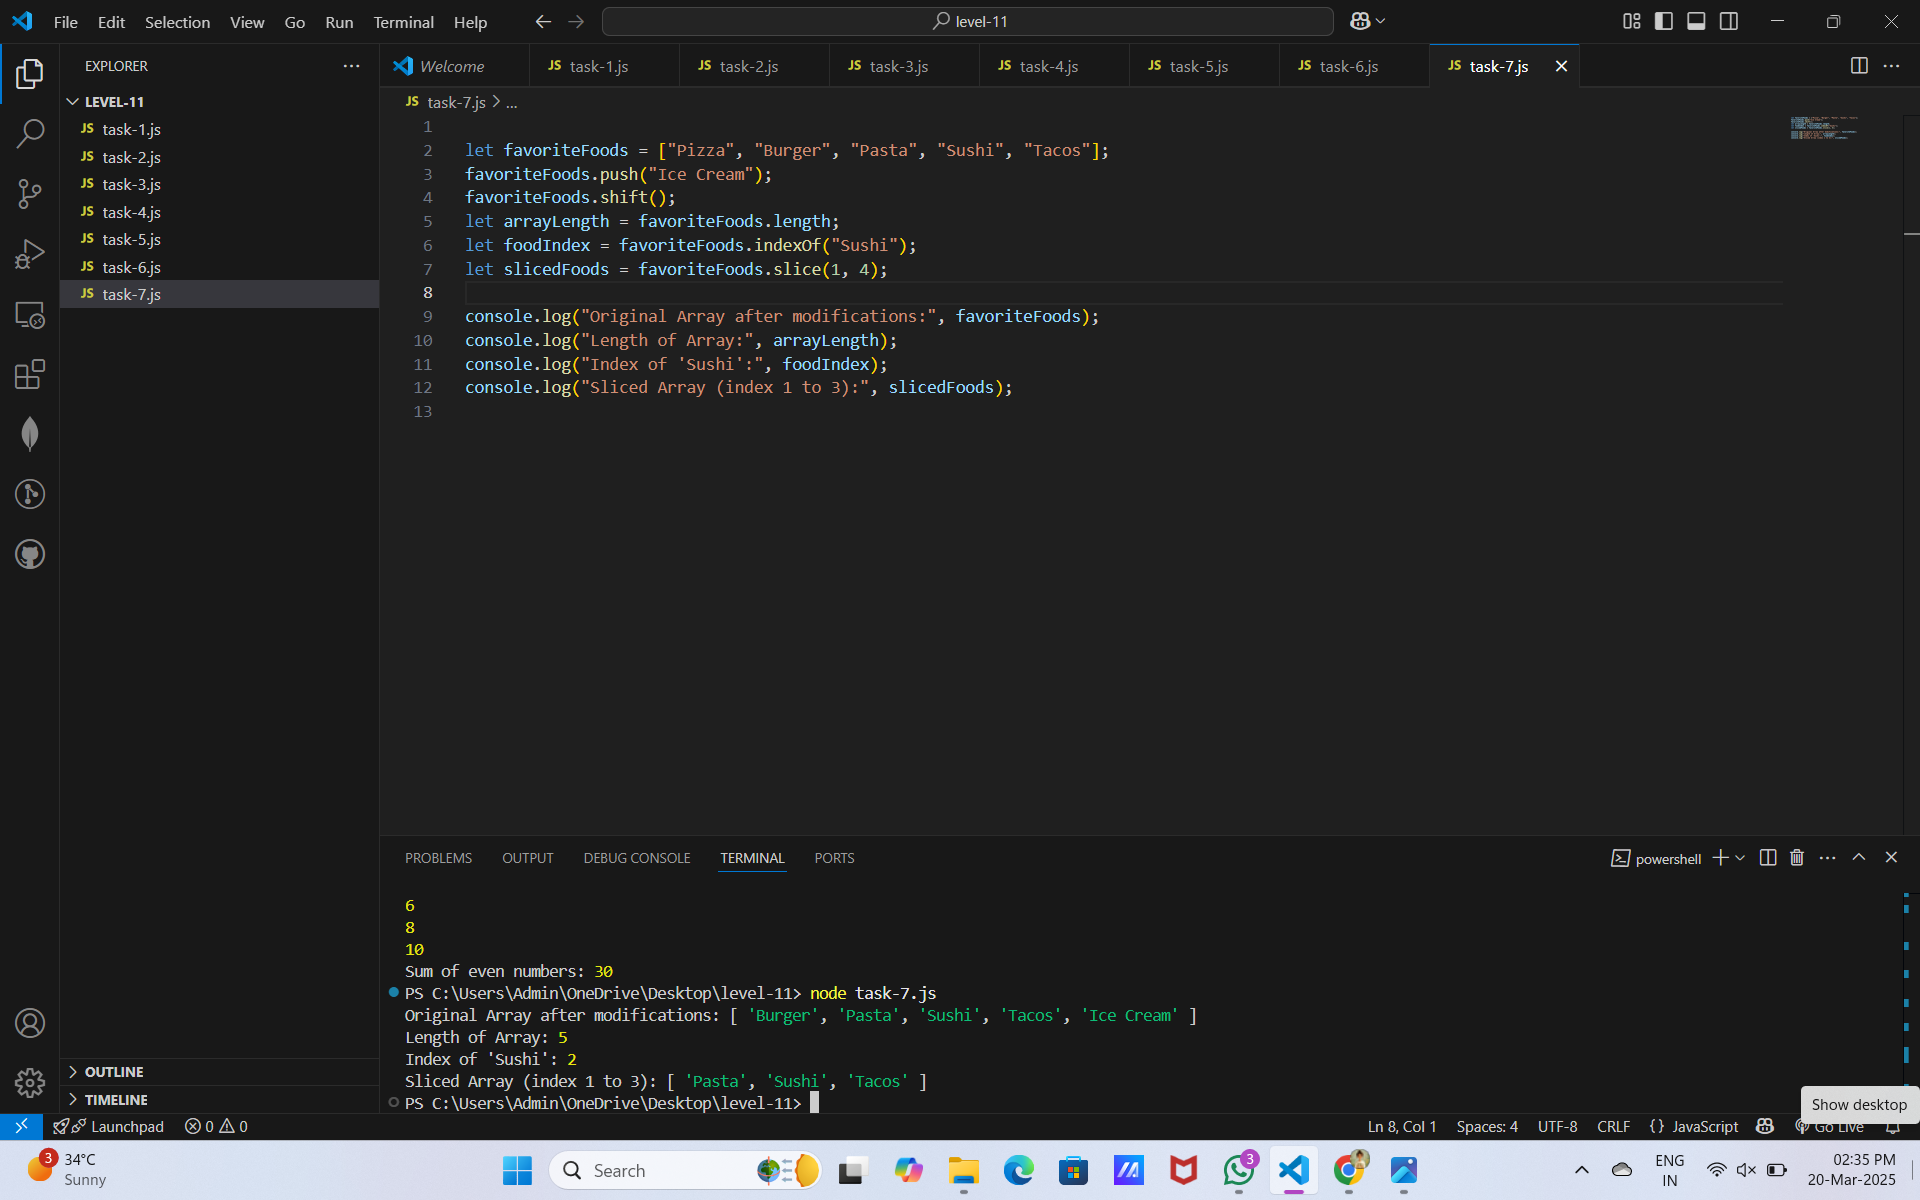 File Edit Selection View Go Run Terminal Help
level-11
EXPLORER
LEVEL-11
JS task-1.js
JS task-2.js
JS task-3.js
JS task-4.js
JS task-5.js
JS task-6.js
JS task-7.js
OUTLINE
TIMELINE
Welcome JS task-1.js JS task-2.js JS task-3.js JS task-4.js JS task-5.js JS task-6.js JS task-7.js
JS task-7.js > ...
1
2 let favoriteFoods = ["Pizza", "Burger", "Pasta", "Sushi", "Tacos"];
3 favoriteFoods.push("Ice Cream");
4 favoriteFoods.shift();
5 let arrayLength = favoriteFoods.length;
6 let foodIndex = favoriteFoods.indexOf("Sushi");
7 let slicedFoods = favoriteFoods.slice(1, 4);
8
9 console.log("Original Array after modifications:", favoriteFoods);
10 console.log("Length of Array:", arrayLength);
11 console.log("Index of 'Sushi':", foodIndex);
12 console.log("Sliced Array (index 1 to 3):", slicedFoods);
13
PROBLEMS OUTPUT DEBUG CONSOLE TERMINAL PORTS
powershell
6
8
10
Sum of even numbers: 30
PS C:\Users\Admin\OneDrive\Desktop\level-11> node task-7.js
Original Array after modifications: [ 'Burger', 'Pasta', 'Sushi', 'Tacos', 'Ice Cream' ]
Length of Array: 5
Index of 'Sushi': 2
Sliced Array (index 1 to 3): [ 'Pasta', 'Sushi', 'Tacos' ]
PS C:\Users\Admin\OneDrive\Desktop\level-11>
Show desktop
Launchpad 0 0 Ln 8, Col 1 Spaces: 4 UTF-8 CRLF {} JavaScript Go Live
3
34°C
Sunny
Search
3
ENG
IN
02:35 PM
20-Mar-2025